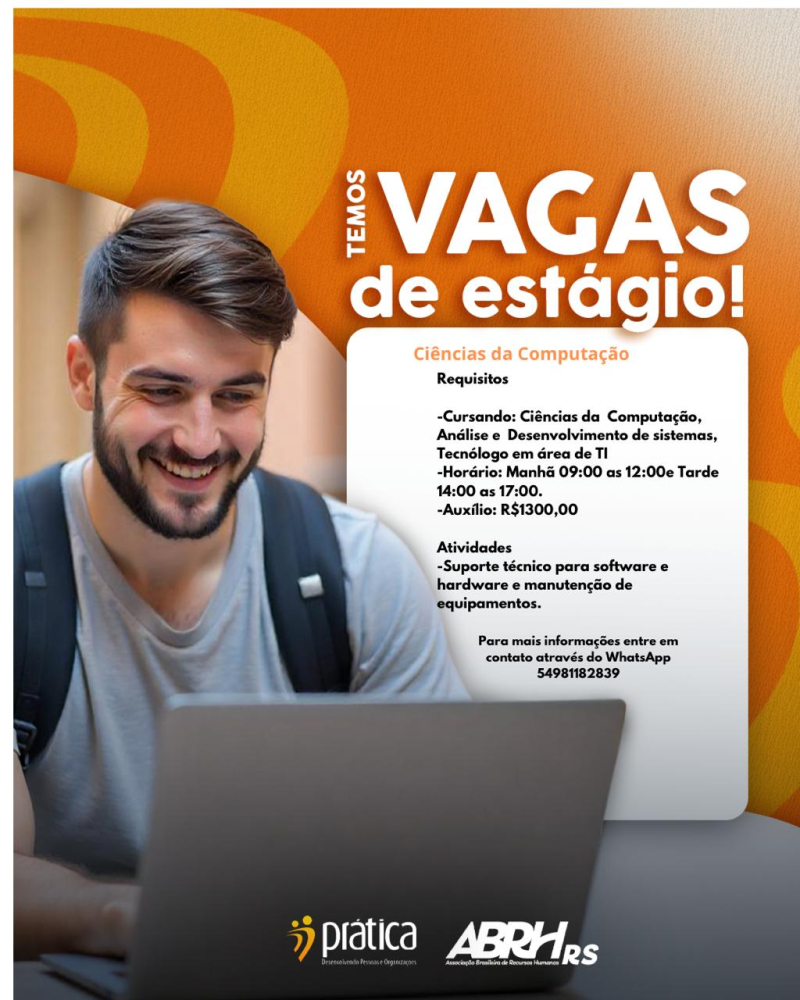 TEMOS
VAGAS
de estágio!
Ciências da Computação
Requisitos
-Cursando: Ciências da  Computação,
Análise e  Desenvolvimento de sistemas,
Tecnólogo em área de TI
-Horário: Manhã 09:00 as 12:00e Tarde
14:00 as 17:00.
-Auxílio: R$1300,00
Atividades
-Suporte técnico para software e
hardware e manutenção de
equipamentos.
Para mais informações entre em
contato através do WhatsApp
54981182839
prática
Desenvolvendo Pessoas e Organizações
ABRH RS
Associação Brasileira de Recursos Humanos